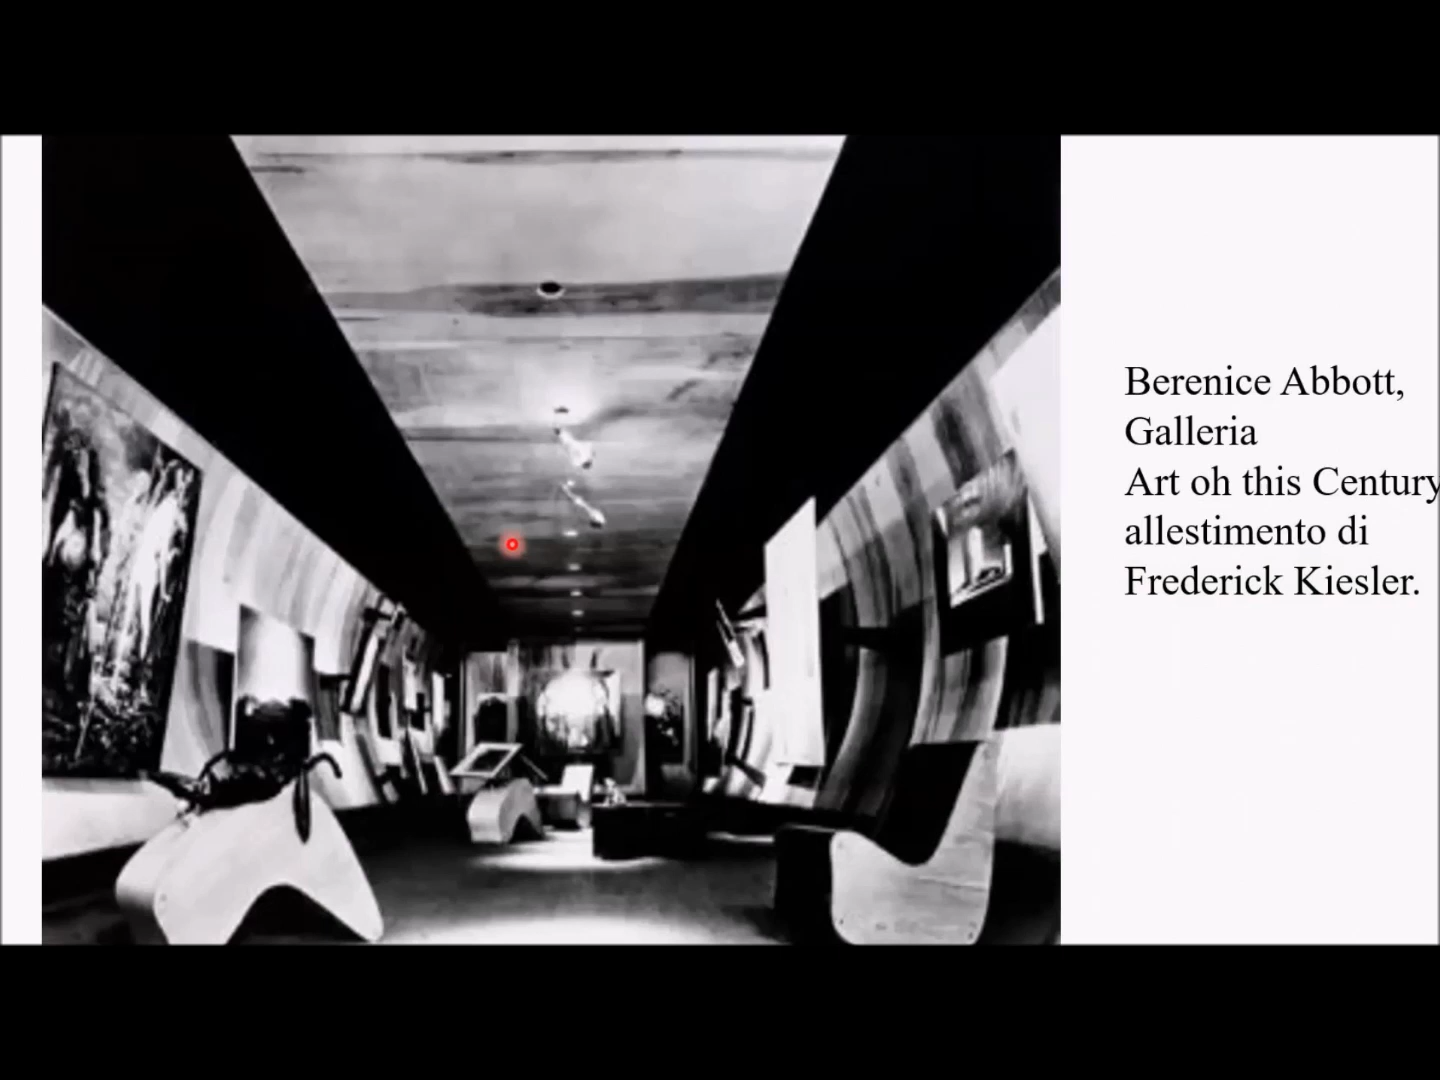 Berenice Abbott,
Galleria
Art oh this Century
allestimento di
Frederick Kiesler.